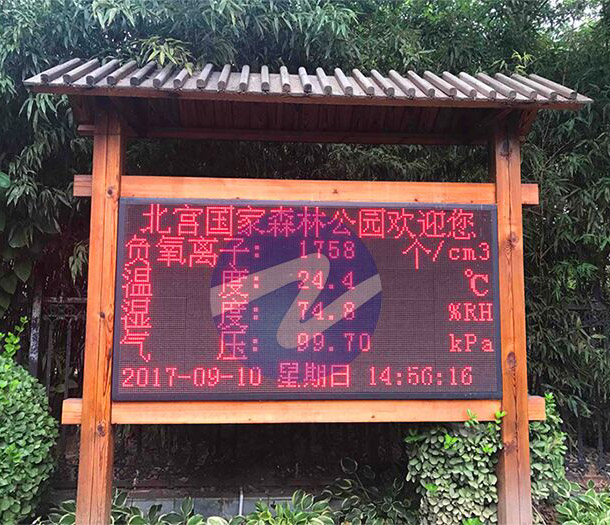 北宫国家森林公园欢迎您
负氧离子： 1758 个/cm3
温度： 24.4 ℃
湿度： 74.8 %RH
气压： 99.70 kPa
2017-09-10 星期日 14:56:16